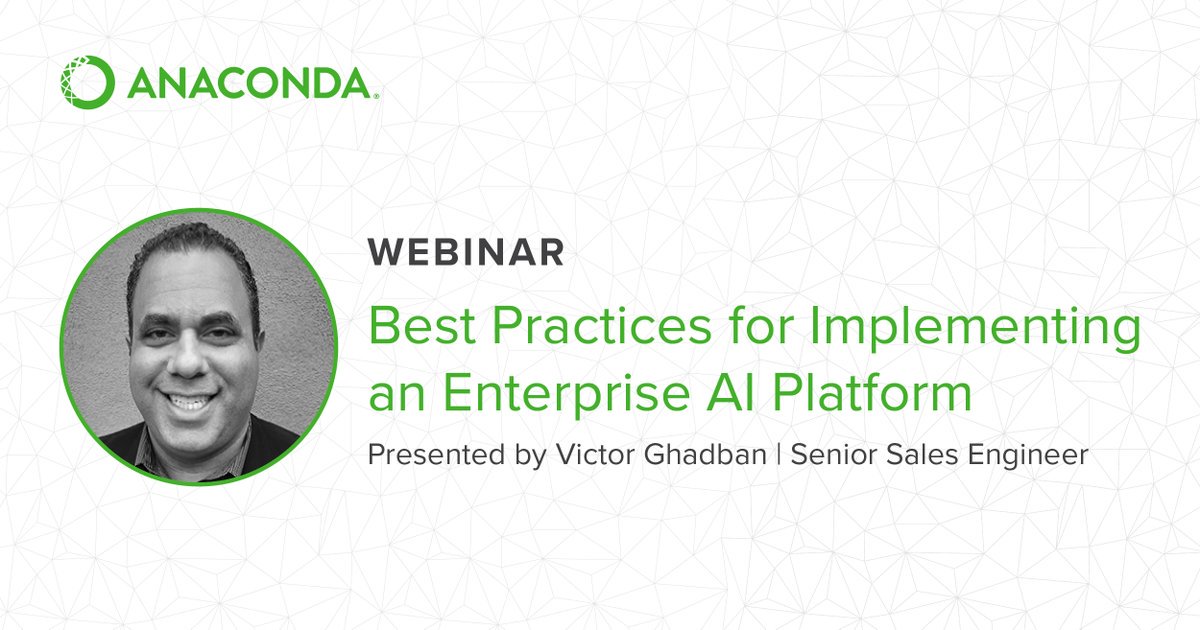 ANACONDA®
WEBINAR
Best Practices for Implementing
an Enterprise AI Platform
Presented by Victor Ghadban | Senior Sales Engineer